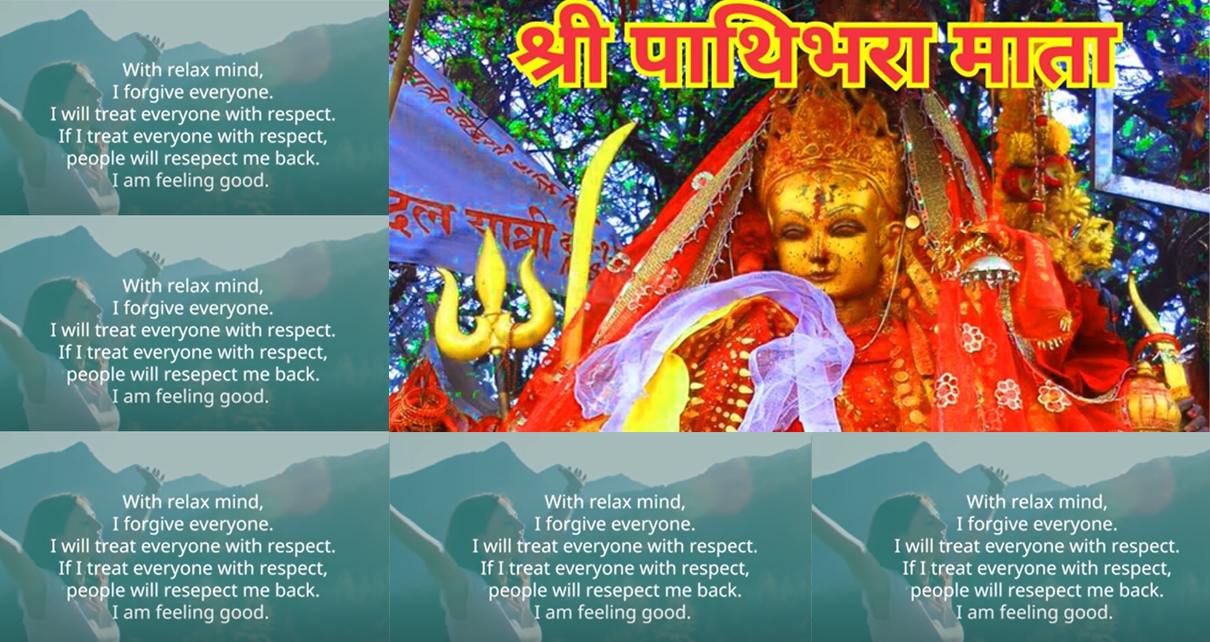 With relax mind,
I forgive everyone.
I will treat everyone with respect.
If I treat everyone with respect,
people will resepect me back.
I am feeling good.
श्री पाथिभरा माता
यात्री
With relax mind,
I forgive everyone.
I will treat everyone with respect.
If I treat everyone with respect,
people will resepect me back.
I am feeling good.
With relax mind,
I forgive everyone.
I will treat everyone with respect.
If I treat everyone with respect,
people will resepect me back.
I am feeling good.
With relax mind,
I forgive everyone.
I will treat everyone with respect.
If I treat everyone with respect,
people will resepect me back.
I am feeling good.
With relax mind,
I forgive everyone.
I will treat everyone with respect.
If I treat everyone with respect,
people will resepect me back.
I am feeling good.